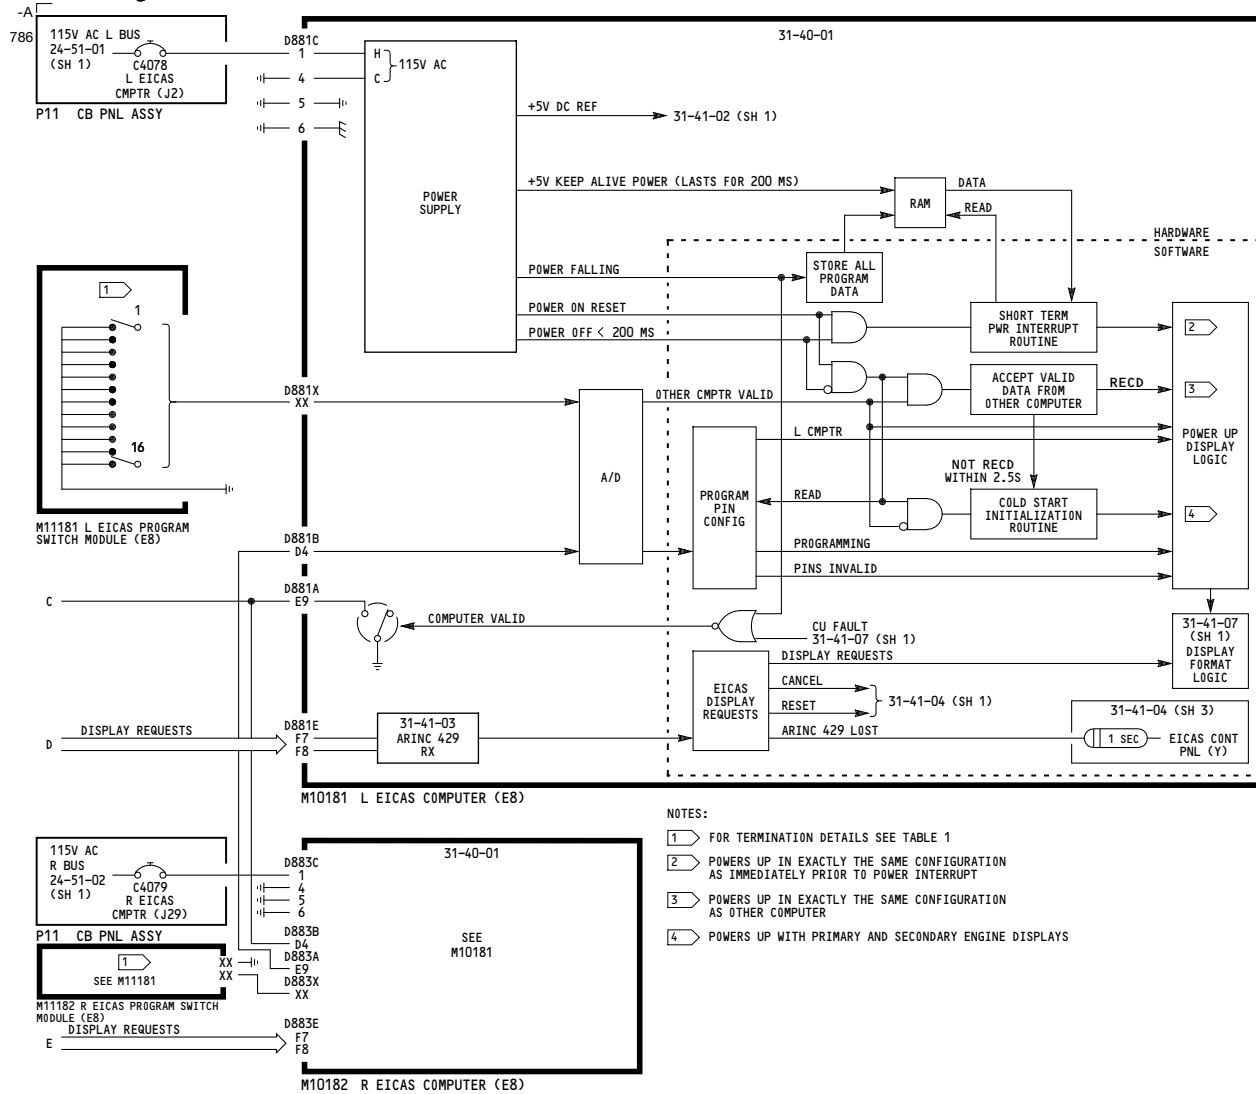 -A
786
115V AC L BUS
24-51-01
(SH 1)
C4078
L EICAS
CMPTR (J2)
P11 CB PNL ASSY
D881C
1
4
5
6
H
C
115V AC
31-40-01
POWER
SUPPLY
+5V DC REF
31-41-02 (SH 1)
+5V KEEP ALIVE POWER (LASTS FOR 200 MS)
RAM
DATA
READ
HARDWARE
SOFTWARE
POWER FALLING
STORE ALL
PROGRAM
DATA
POWER ON RESET
POWER OFF < 200 MS
SHORT TERM
PWR INTERRUPT
ROUTINE
2
1
1
16
M11181 L EICAS PROGRAM
SWITCH MODULE (E8)
D881X
XX
A/D
OTHER CMPTR VALID
ACCEPT VALID
DATA FROM
OTHER COMPUTER
RECD
3
L CMPTR
POWER UP
DISPLAY
LOGIC
NOT RECD
WITHIN 2.5S
PROGRAM
PIN
CONFIG
READ
COLD START
INITIALIZATION
ROUTINE
4
PROGRAMMING
PINS INVALID
D881B
D4
C
D881A
E9
COMPUTER VALID
CU FAULT
31-41-07 (SH 1)
31-41-07
(SH 1)
DISPLAY
FORMAT
LOGIC
EICAS
DISPLAY
REQUESTS
DISPLAY REQUESTS
CANCEL
RESET
31-41-04 (SH 1)
ARINC 429 LOST
31-41-04 (SH 3)
1 SEC
EICAS CONT
PNL (Y)
D
DISPLAY REQUESTS
D881E
F7
F8
31-41-03
ARINC 429
RX
M10181 L EICAS COMPUTER (E8)
NOTES:
1 FOR TERMINATION DETAILS SEE TABLE 1
2 POWERS UP IN EXACTLY THE SAME CONFIGURATION
AS IMMEDIATELY PRIOR TO POWER INTERRUPT
3 POWERS UP IN EXACTLY THE SAME CONFIGURATION
AS OTHER COMPUTER
4 POWERS UP WITH PRIMARY AND SECONDARY ENGINE DISPLAYS
115V AC
R BUS
24-51-02
(SH 1)
C4079
R EICAS
CMPTR (J29)
P11 CB PNL ASSY
1
SEE M11181
XX
XX
M11182 R EICAS PROGRAM SWITCH
MODULE (E8)
E
DISPLAY REQUESTS
D883C
1
4
5
6
D883B
D4
D883A
E9
D883X
XX
D883E
F7
F8
31-40-01
SEE
M10181
M10182 R EICAS COMPUTER (E8)